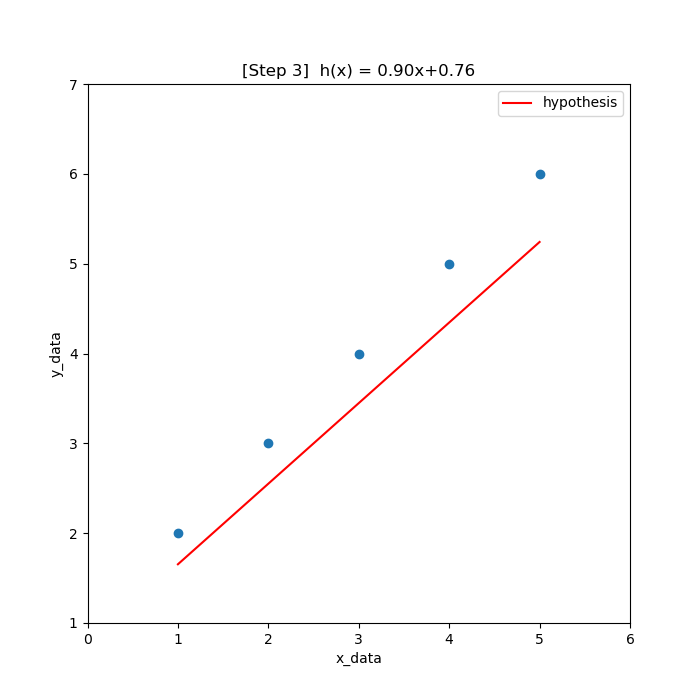 [Step 3]  h(x) = 0.90x+0.76
hypothesis
7
6
5
4
3
2
1
y_data
0 1 2 3 4 5 6
x_data